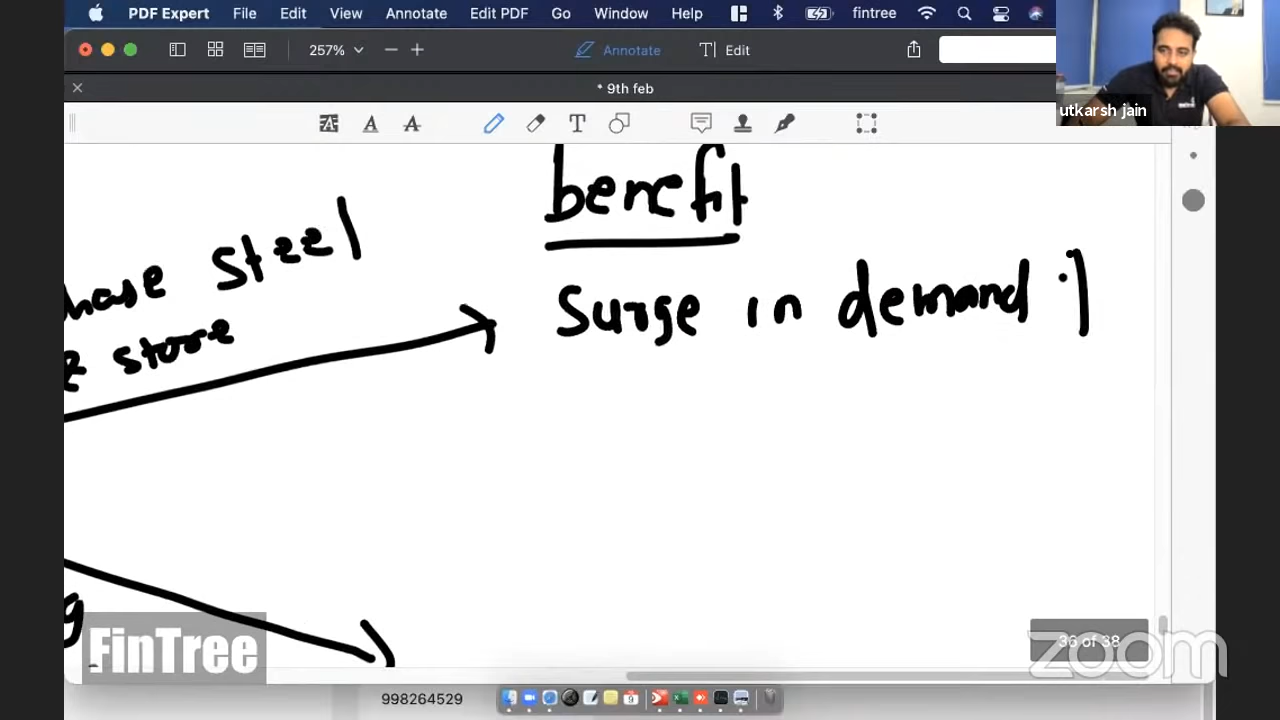 PDF Expert File Edit View Annotate Edit PDF Go Window Help fintree
257% Annotate T| Edit
* 9th feb
utkarsh jain
benefit
steel
surge in demand
store
FinTree
36 of 38
zoom
998264529